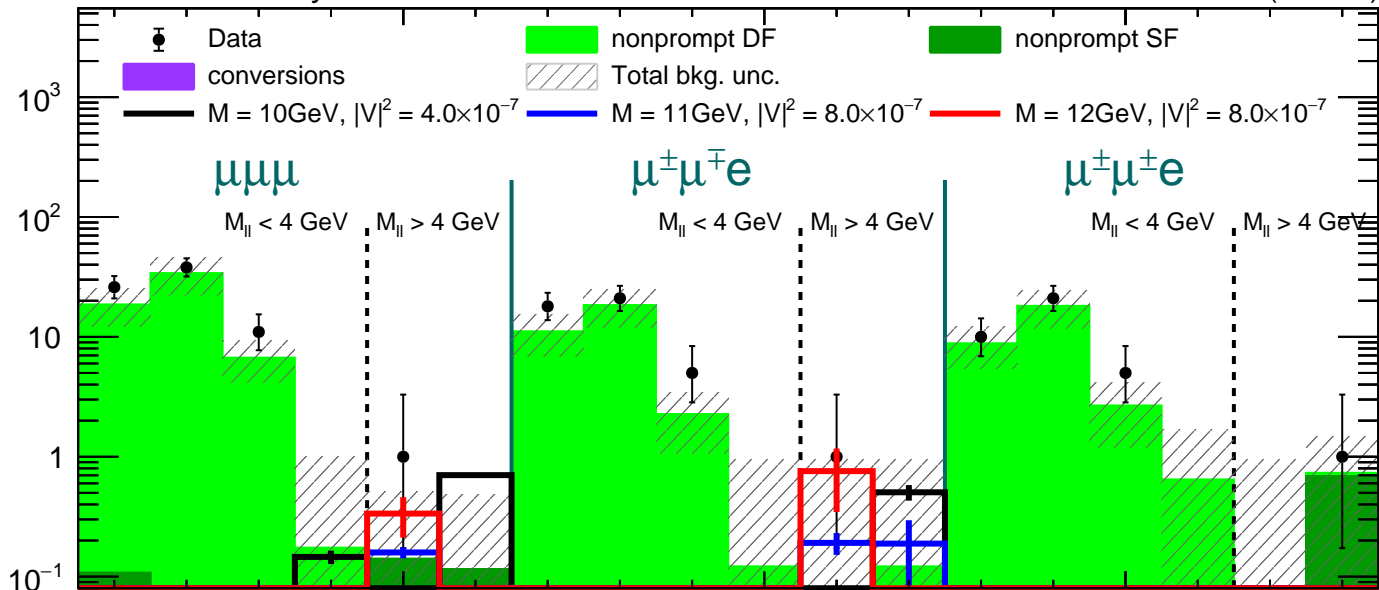 Data nonprompt DF nonprompt SF
conversions Total bkg. unc.
M = 10GeV, |V|² = 4.0×10⁻⁷ M = 11GeV, |V|² = 8.0×10⁻⁷ M = 12GeV, |V|² = 8.0×10⁻⁷
10³
μμμ μ±μ∓e μ±μ±e
10²
M_ll < 4 GeV M_ll > 4 GeV M_ll < 4 GeV M_ll > 4 GeV M_ll < 4 GeV M_ll > 4 GeV
10
1
10⁻¹